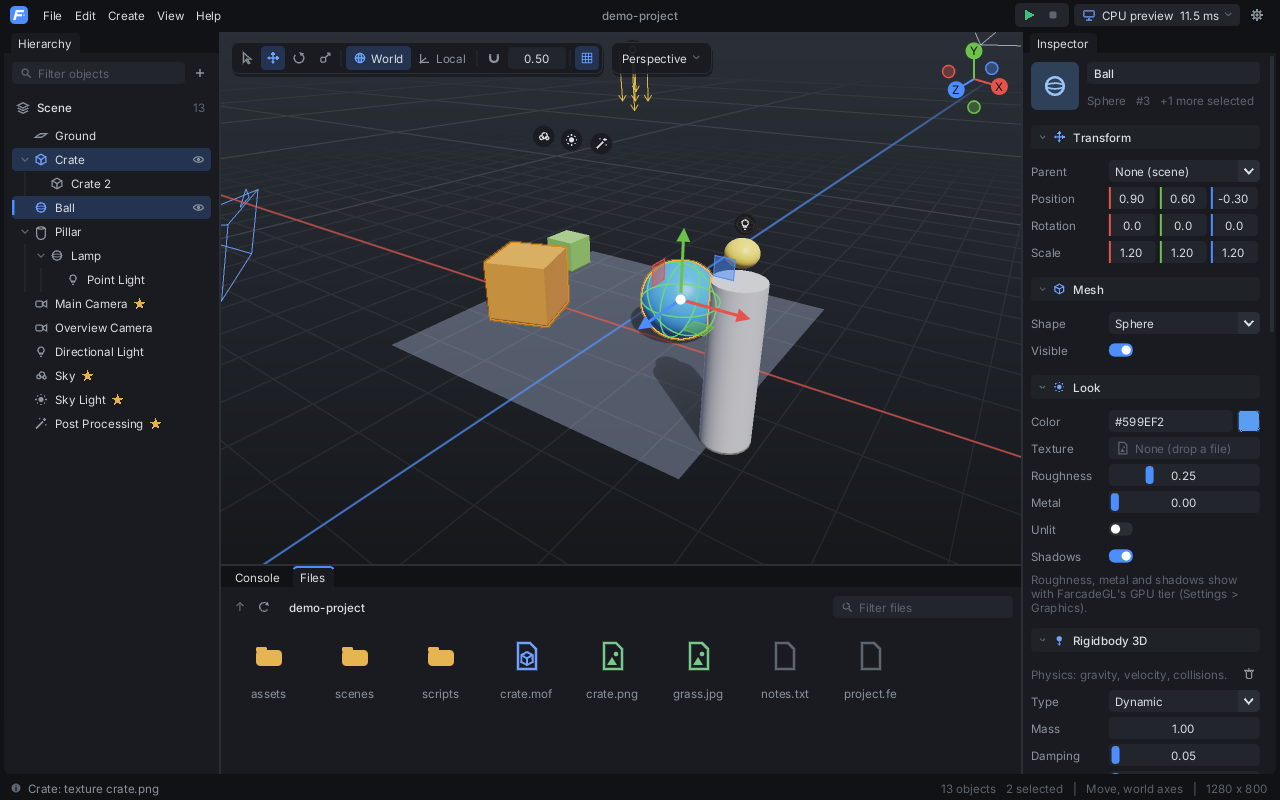 File Edit Create View Help
demo-project
CPU preview 11.5 ms
Hierarchy
Filter objects
Scene 13
Ground
Crate
Crate 2
Ball
Pillar
Lamp
Point Light
Main Camera
Overview Camera
Directional Light
Sky
Sky Light
Post Processing
World Local 0.50 Perspective
Y
X
Z
Console Files
demo-project
Filter files
assets scenes scripts crate.mof crate.png grass.jpg notes.txt project.fe
Inspector
Ball
Sphere #3 +1 more selected
Transform
Parent None (scene)
Position 0.90 0.60 -0.30
Rotation 0.0 0.0 0.0
Scale 1.20 1.20 1.20
Mesh
Shape Sphere
Visible
Look
Color #599EF2
Texture None (drop a file)
Roughness 0.25
Metal 0.00
Unlit
Shadows
Roughness, metal and shadows show
with FarcadeGL's GPU tier (Settings >
Graphics).
Rigidbody 3D
Physics: gravity, velocity, collisions.
Type Dynamic
Mass 1.00
Damping 0.05
Crate: texture crate.png
13 objects 2 selected | Move, world axes | 1280 x 800